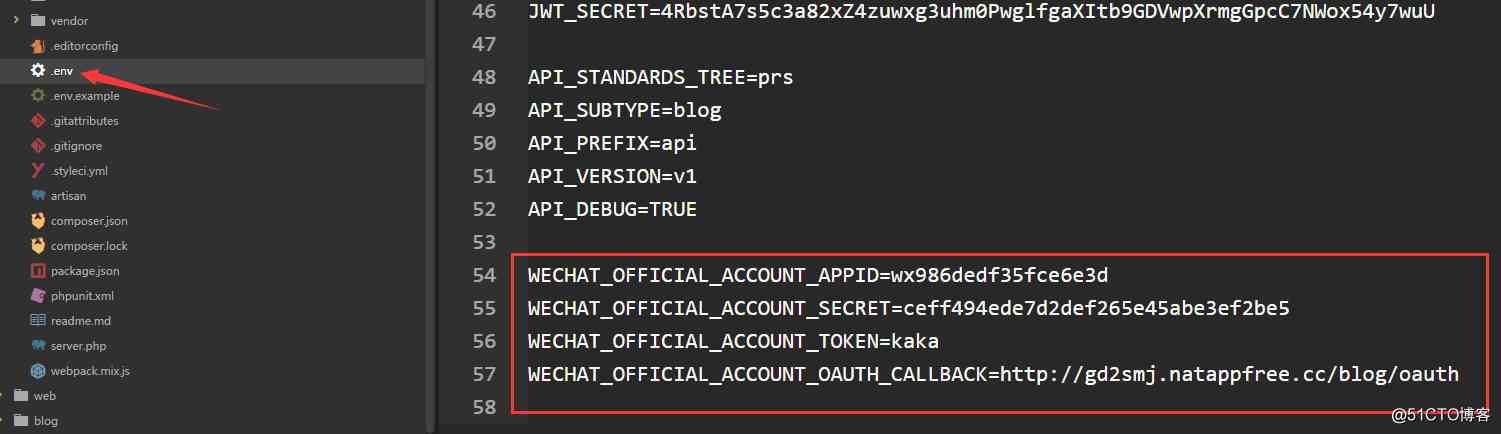 vendor
.editorconfig
.env
.env.example
.gitattributes
.gitignore
.styleci.yml
artisan
composer.json
composer.lock
package.json
phpunit.xml
readme.md
server.php
webpack.mix.js
web
blog
46 JWT_SECRET=4RbstA7s5c3a82xZ4zuwxg3uhm0PwglfgaXItb9GDVwpXrmgGpcC7NWox54y7wuU
47
48 API_STANDARDS_TREE=prs
49 API_SUBTYPE=blog
50 API_PREFIX=api
51 API_VERSION=v1
52 API_DEBUG=TRUE
53
54 WECHAT_OFFICIAL_ACCOUNT_APPID=wx986dedf35fce6e3d
55 WECHAT_OFFICIAL_ACCOUNT_SECRET=ceff494ede7d2def265e45abe3ef2be5
56 WECHAT_OFFICIAL_ACCOUNT_TOKEN=kaka
57 WECHAT_OFFICIAL_ACCOUNT_OAUTH_CALLBACK=http://gd2smj.natappfree.cc/blog/oauth
58
@51CTO博客